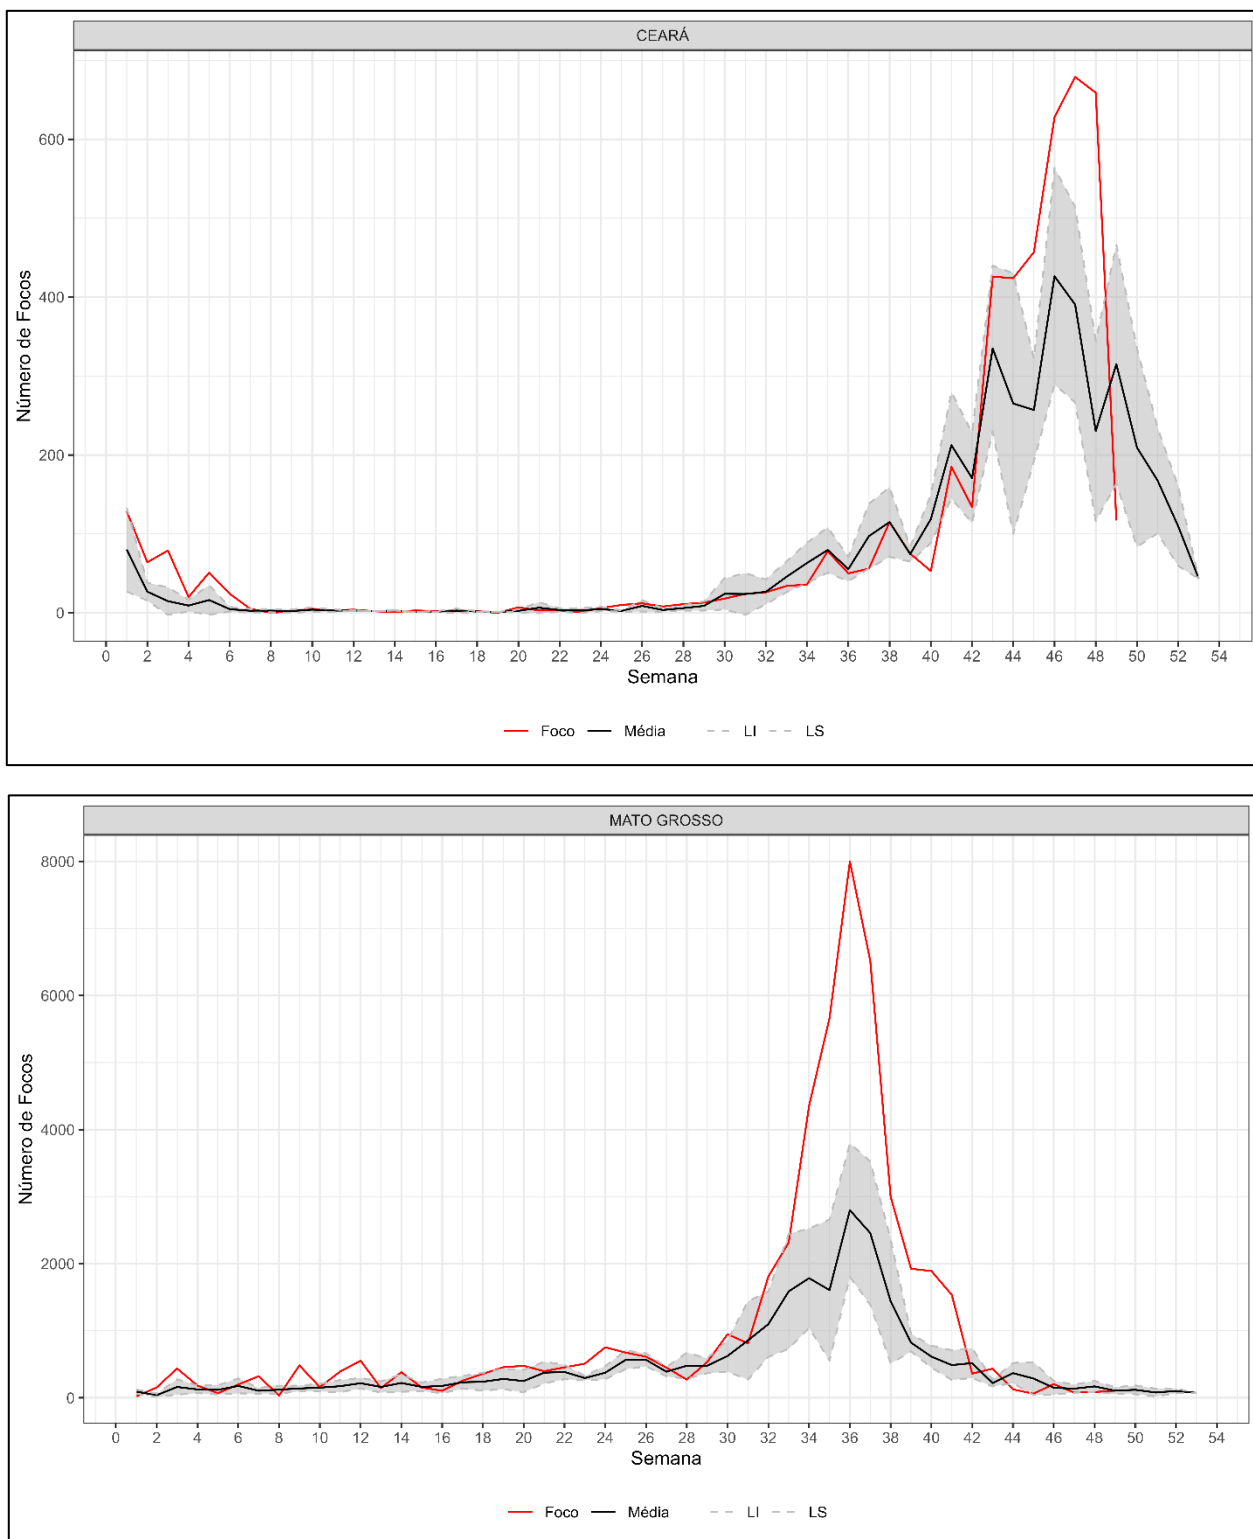 CEARÁ
Número de Focos
600
400
200
0
0 2 4 6 8 10 12 14 16 18 20 22 24 26 28 30 32 34 36 38 40 42 44 46 48 50 52 54
Semana
Foco Média LI LS
MATO GROSSO
Número de Focos
8000
6000
4000
2000
0
0 2 4 6 8 10 12 14 16 18 20 22 24 26 28 30 32 34 36 38 40 42 44 46 48 50 52 54
Semana
Foco Média LI LS